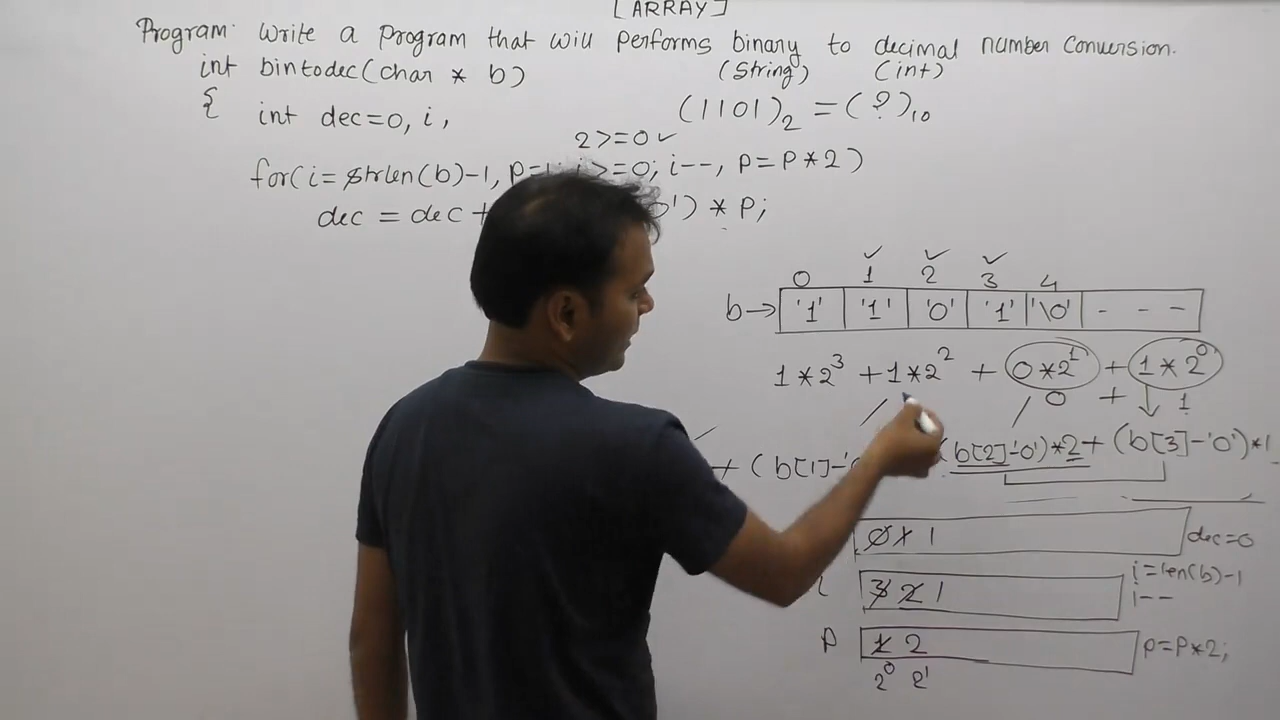 [ARRAY]
Program: Write a program that will performs binary to decimal number conversion.
int bintodec(char * b) (String) (int)
{ int dec=0, i, (1101)2 = (?)10
2>=0 ✓
for(i= strlen(b)-1, P=1; i>=0; i--, P=P*2)
dec = dec + 0') * P;
0 1 2 3 4
b→ '1' '1' '0' '1' '\0' - - -
1*2^3 + 1*2^2 + 0*2^1 + 1*2^0
0 + 1
+ (b[1]-'0 (b[2]-'0')*2 + (b[3]-'0')*1
0 1 1 dec=0
i 3 2 1 i=len(b)-1
i--
P 1 2 P=P*2;
2^0 2^1